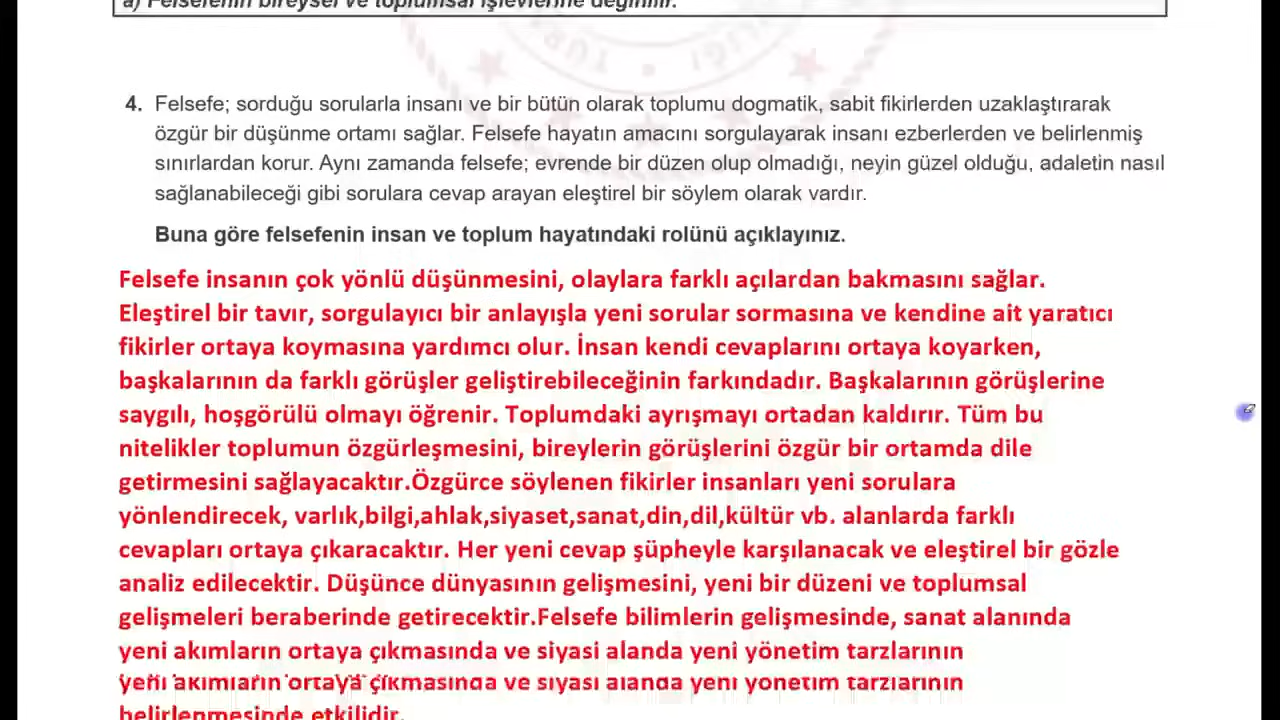 a) Felsefenin bireysel ve toplumsal işlevlerine değinilir.
4. Felsefe; sorduğu sorularla insanı ve bir bütün olarak toplumu dogmatik, sabit fikirlerden uzaklaştırarak
özgür bir düşünme ortamı sağlar. Felsefe hayatın amacını sorgulayarak insanı ezberlerden ve belirlenmiş
sınırlardan korur. Aynı zamanda felsefe; evrende bir düzen olup olmadığı, neyin güzel olduğu, adaletin nasıl
sağlanabileceği gibi sorulara cevap arayan eleştirel bir söylem olarak vardır.
Buna göre felsefenin insan ve toplum hayatındaki rolünü açıklayınız.
Felsefe insanın çok yönlü düşünmesini, olaylara farklı açılardan bakmasını sağlar.
Eleştirel bir tavır, sorgulayıcı bir anlayışla yeni sorular sormasına ve kendine ait yaratıcı
fikirler ortaya koymasına yardımcı olur. İnsan kendi cevaplarını ortaya koyarken,
başkalarının da farklı görüşler geliştirebileceğinin farkındadır. Başkalarının görüşlerine
saygılı, hoşgörülü olmayı öğrenir. Toplumdaki ayrışmayı ortadan kaldırır. Tüm bu
nitelikler toplumun özgürleşmesini, bireylerin görüşlerini özgür bir ortamda dile
getirmesini sağlayacaktır.Özgürce söylenen fikirler insanları yeni sorulara
yönlendirecek, varlık,bilgi,ahlak,siyaset,sanat,din,dil,kültür vb. alanlarda farklı
cevapları ortaya çıkaracaktır. Her yeni cevap şüpheyle karşılanacak ve eleştirel bir gözle
analiz edilecektir. Düşünce dünyasının gelişmesini, yeni bir düzeni ve toplumsal
gelişmeleri beraberinde getirecektir.Felsefe bilimlerin gelişmesinde, sanat alanında
yeni akımların ortaya çıkmasında ve siyasi alanda yeni yönetim tarzlarının
yeni akımların ortaya çıkmasında ve siyasi alanda yeni yönetim tarzlarının
belirlenmesinde etkilidir.